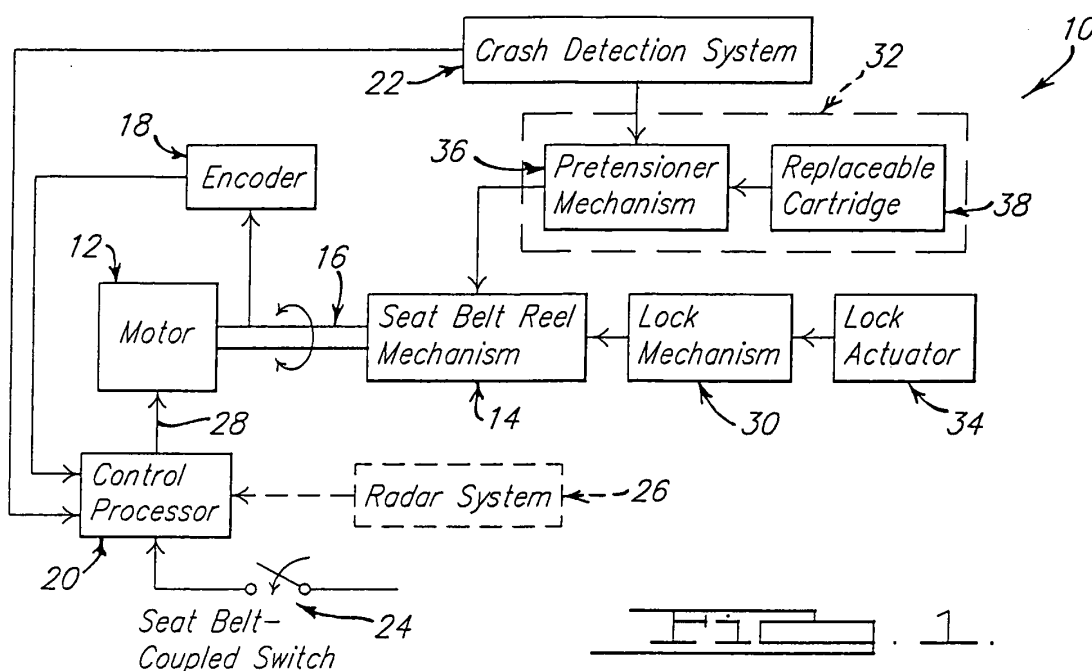 10
Crash Detection System
22
32
18
Encoder
36
Pretensioner
Mechanism
Replaceable
Cartridge
38
12
Motor
16
Seat Belt Reel
Mechanism
14
Lock
Mechanism
30
Lock
Actuator
34
28
Control
Processor
20
Radar System
26
Seat Belt-
Coupled Switch
24
Fig. 1.